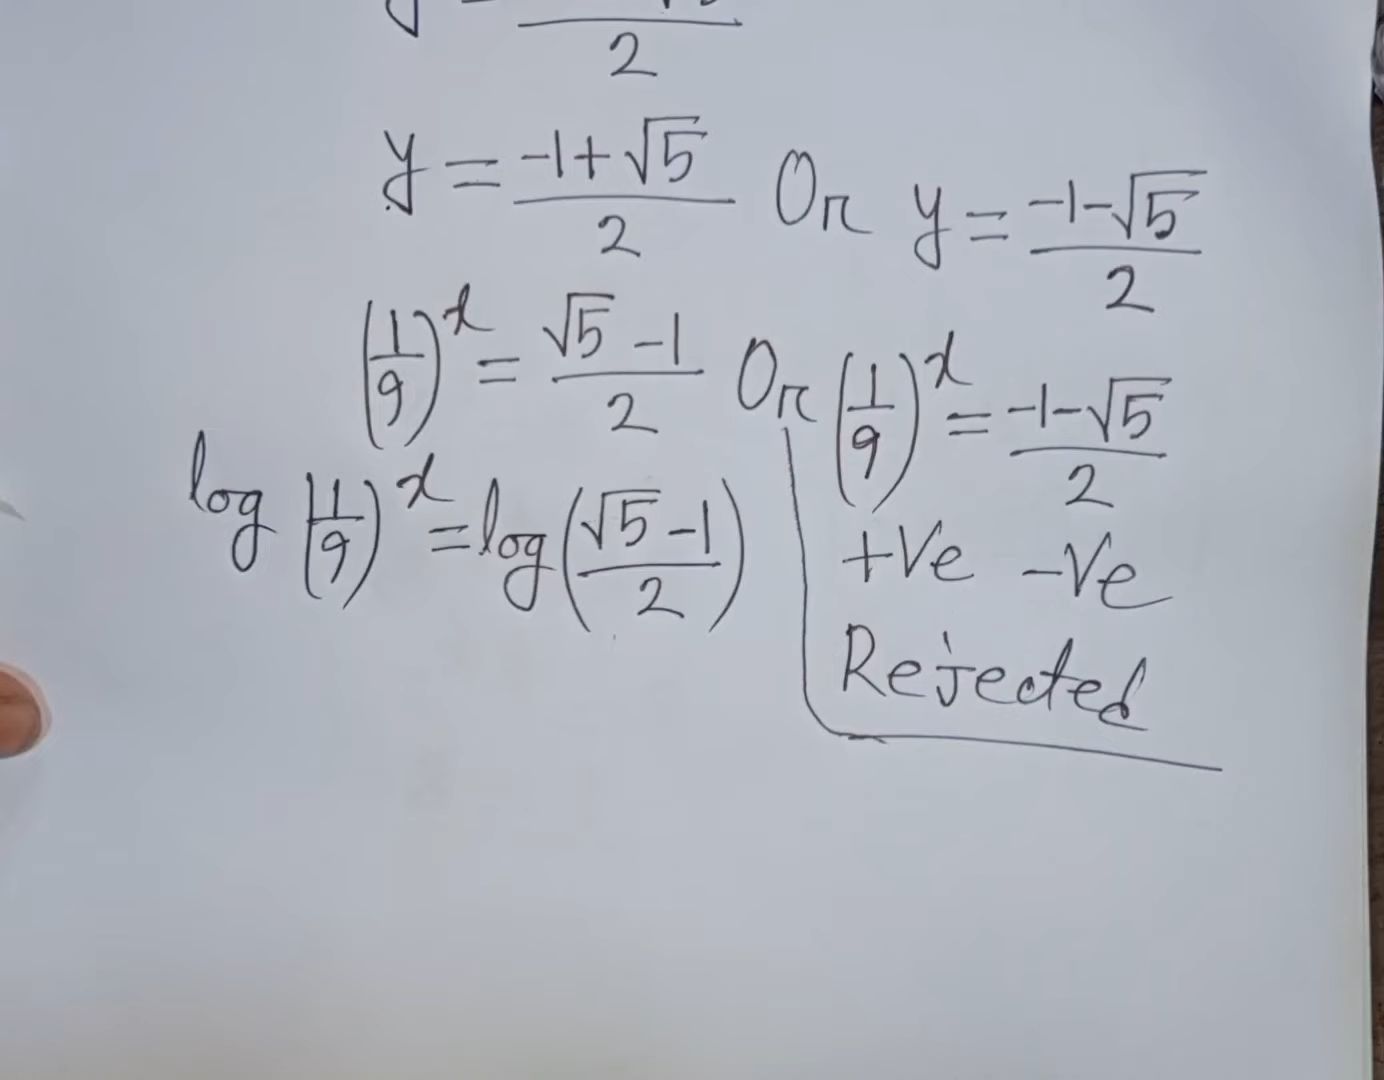 2
y = (-1+√5)/2 Or y = (-1-√5)/2
(1/9)^x = (√5 -1)/2 Or (1/9)^x = (-1-√5)/2
log (1/9)^x = log((√5 -1)/2)
+Ve -Ve
Rejected